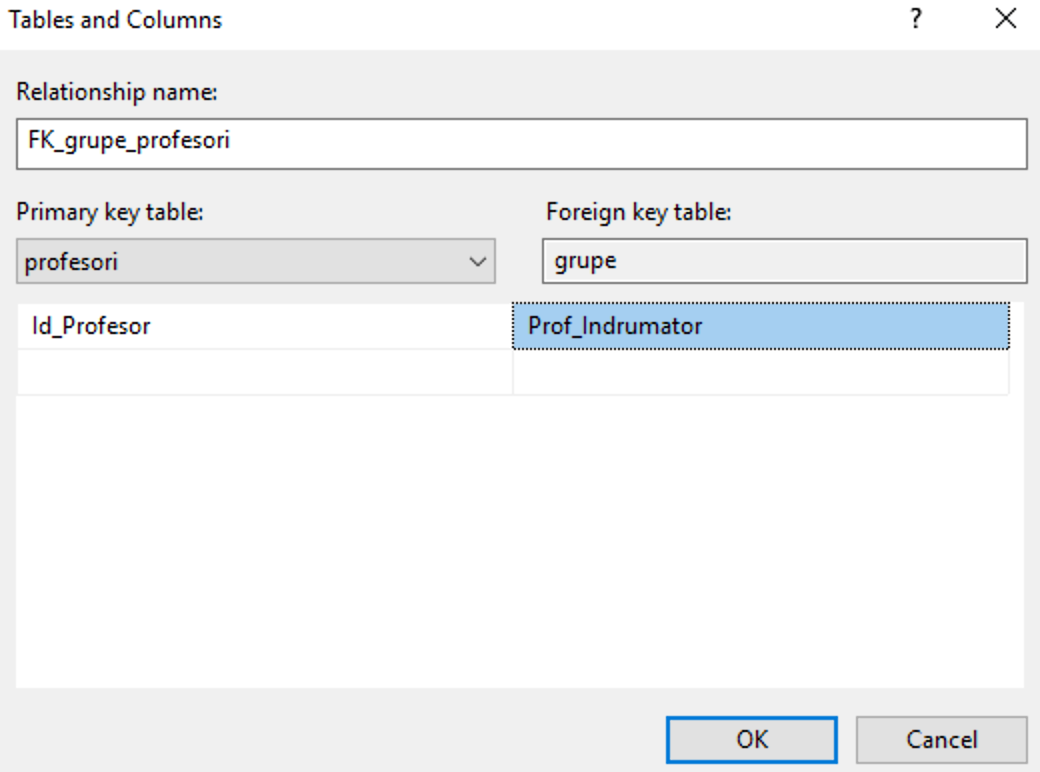 Tables and Columns ?
Relationship name:
FK_grupe_profesori
Primary key table: Foreign key table:
profesori grupe
Id_Profesor Prof_Indrumator
OK Cancel